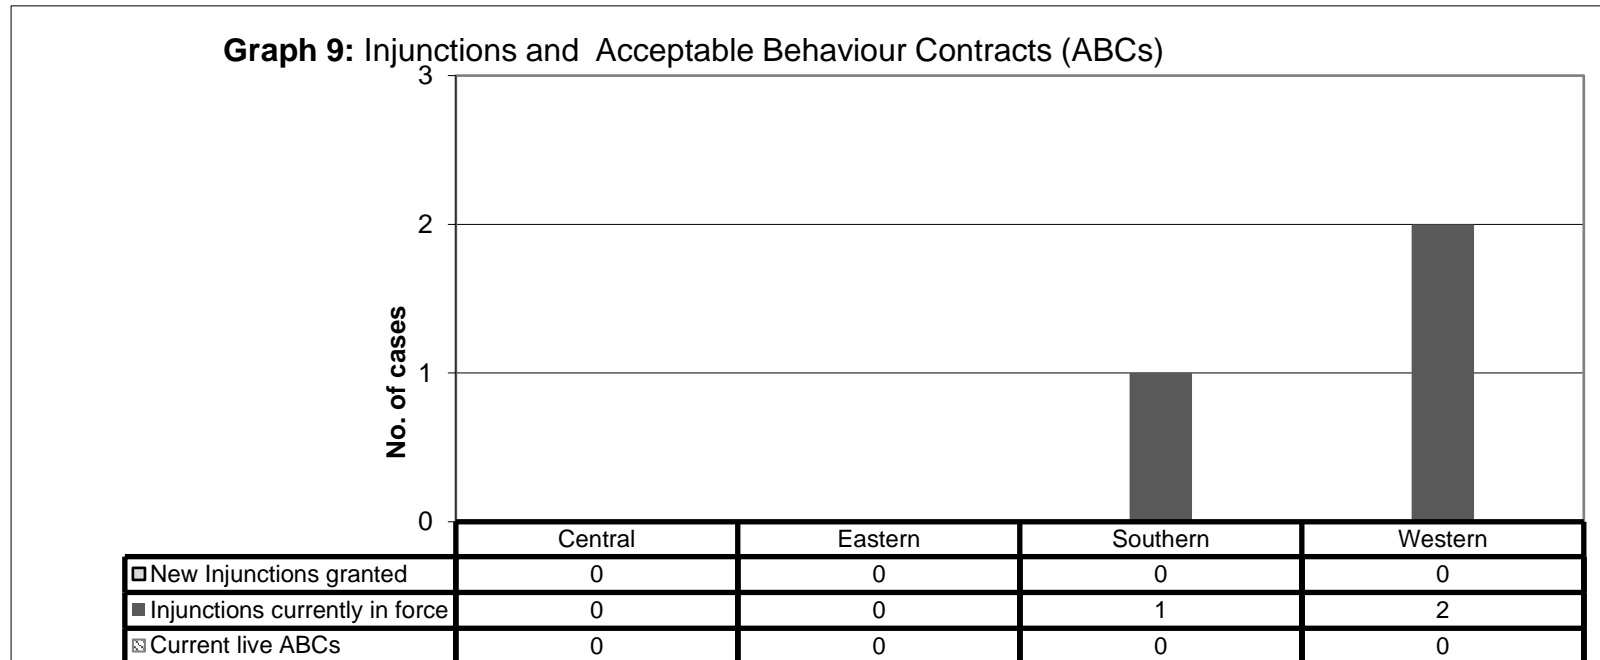 Graph 9: Injunctions and  Acceptable Behaviour Contracts (ABCs)
3
2
1
0
No. of cases
Central Eastern Southern Western
New Injunctions granted 0 0 0 0
Injunctions currently in force 0 0 1 2
Current live ABCs 0 0 0 0